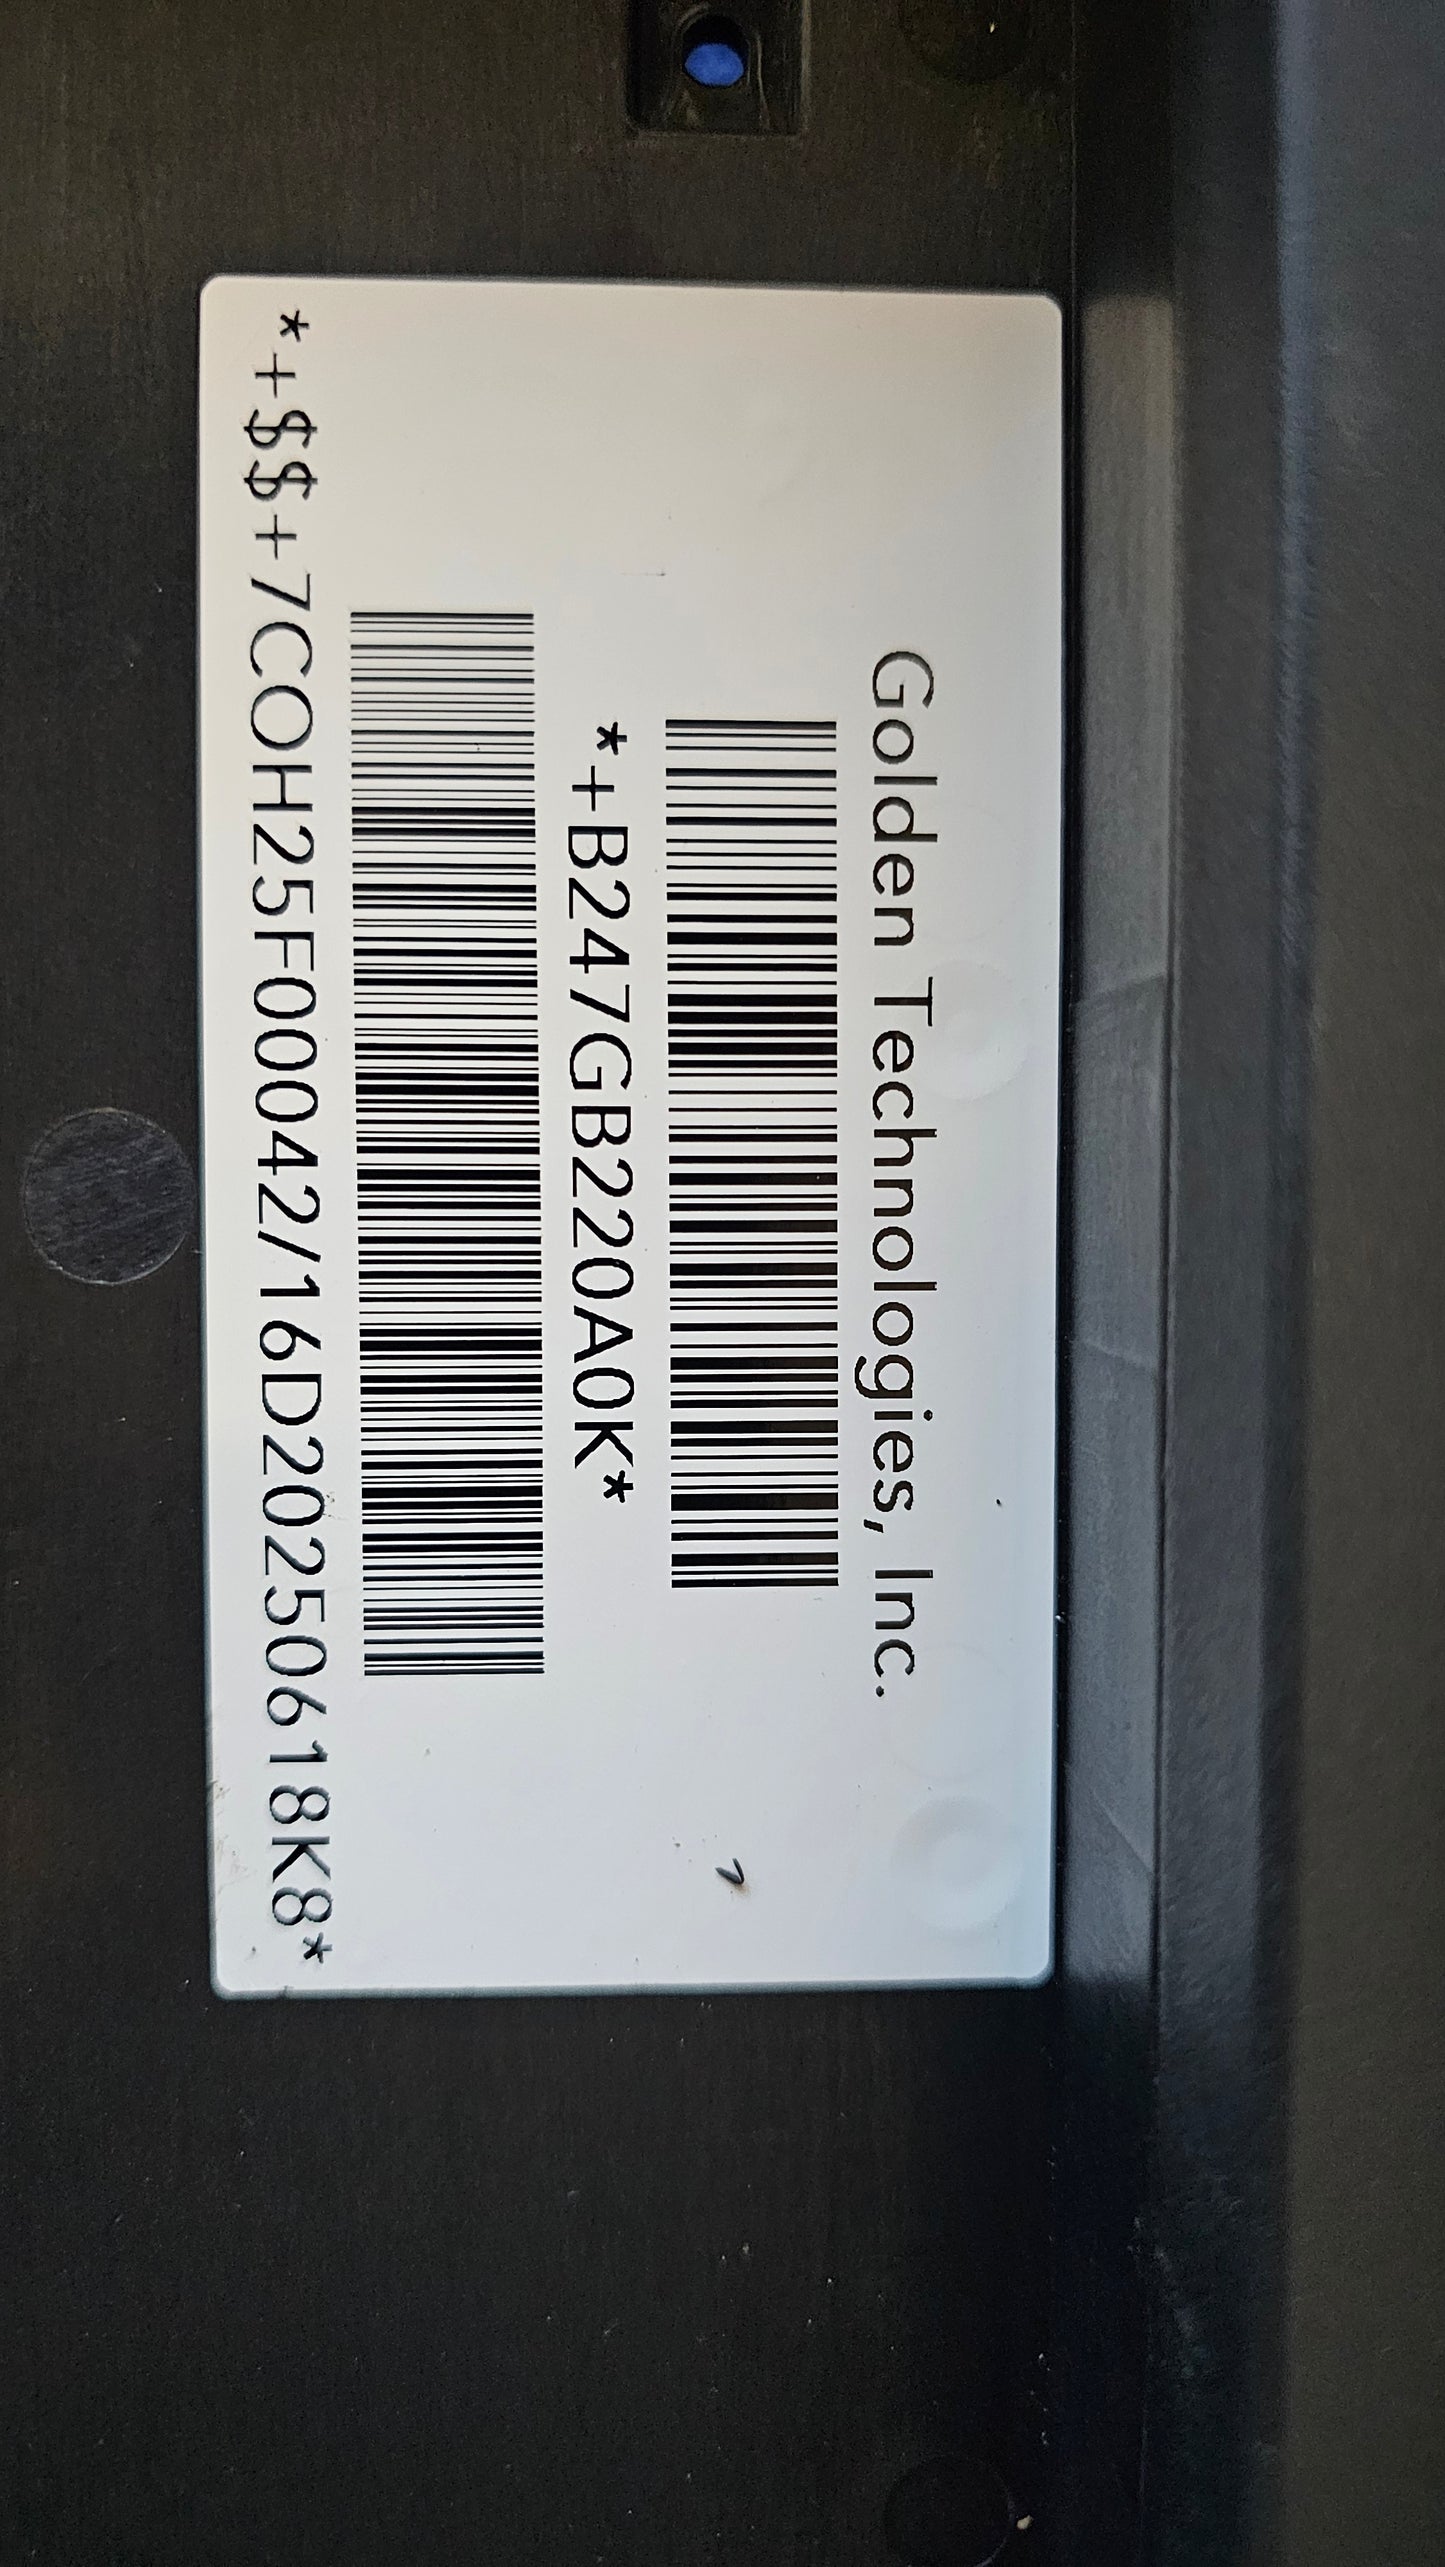 Golden Technologies, Inc.
*+B247GB220A0K*
*+$$+7COH25F00042/16D20250618K8*